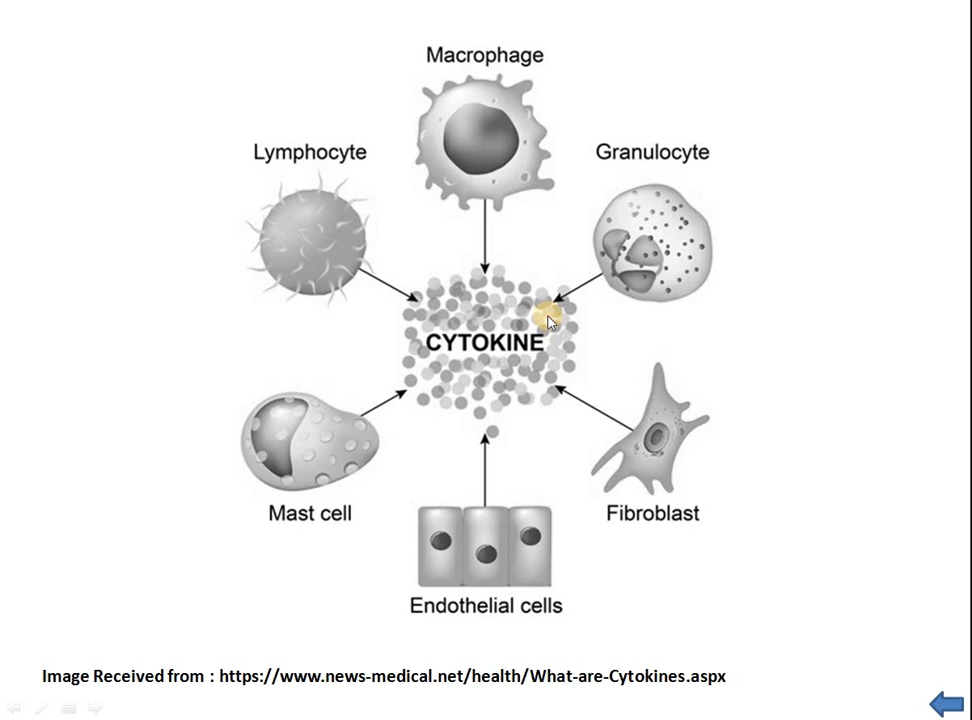 Macrophage
Lymphocyte
Granulocyte
CYTOKINE
Mast cell
Fibroblast
Endothelial cells
Image Received from : https://www.news-medical.net/health/What-are-Cytokines.aspx